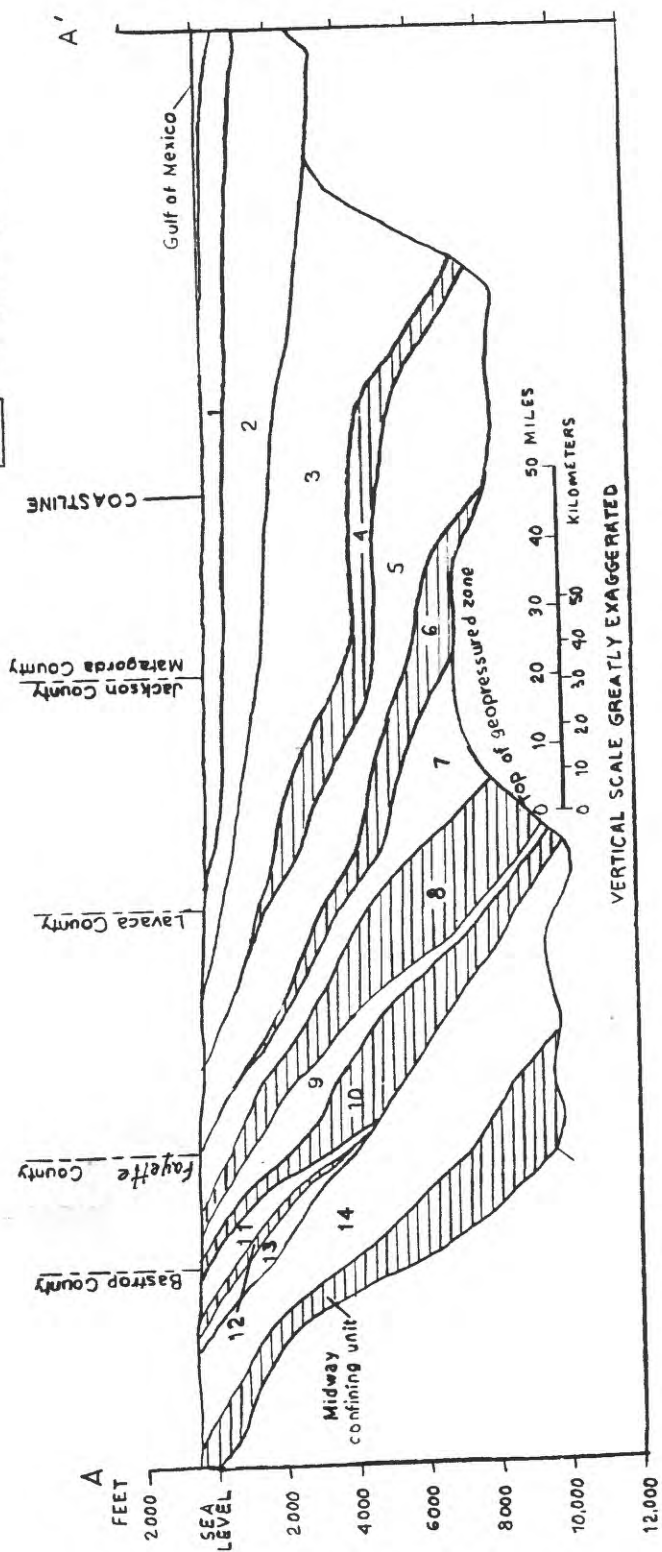 A
A'
FEET
2000
SEA
LEVEL
2000
4000
6000
8000
10,000
12,000
Bastrop County
Fayette
County
Lavaca County
Jackson County
Matagorda County
COASTLINE
Gulf of Mexico
1
2
3
4
5
6
7
8
9
10
11
12
13
14
Midway
confining unit
Top of geopressured zone
0 10 20 30 40 50 MILES
0 10 20 30 40 50 KILOMETERS
VERTICAL SCALE GREATLY EXAGGERATED